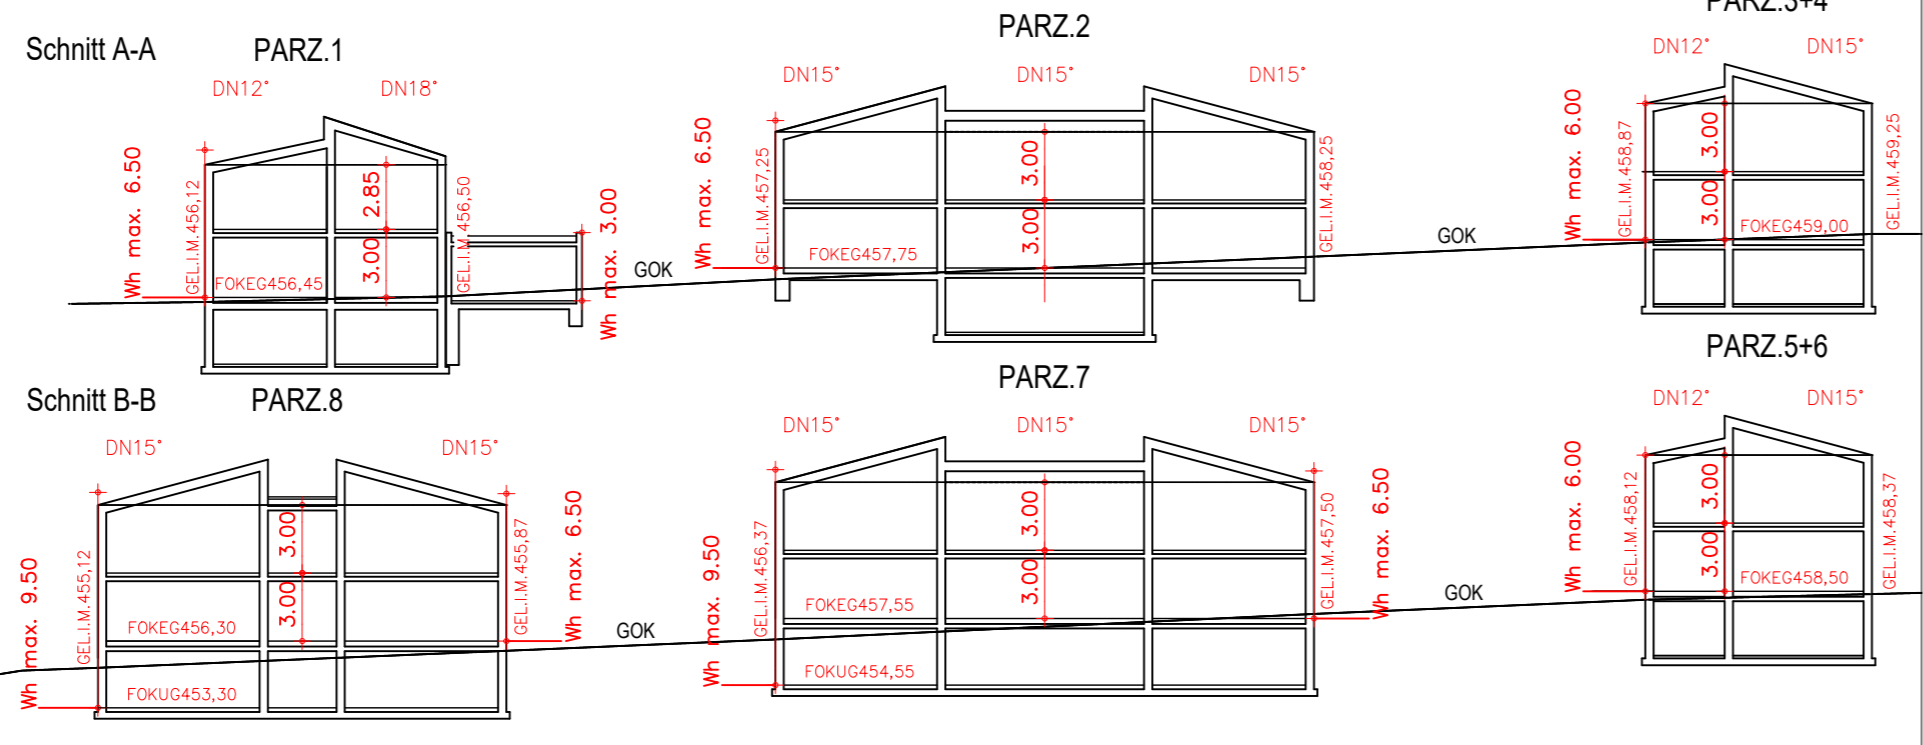 Schnitt A-A
PARZ.1
DN12°
DN18°
Wh max. 6.50
GEL.I.M.456,12
FOKEG456,45
2.85
3.00
GEL.I.M.456,50
Wh max. 3.00
GOK
PARZ.2
DN15°
DN15°
DN15°
Wh max. 6.50
GEL.I.M.457,25
FOKEG457,75
3.00
3.00
GEL.I.M.458,25
GOK
PARZ.3+4
DN12°
DN15°
Wh max. 6.00
GEL.I.M.458,87
3.00
3.00
FOKEG459,00
GEL.I.M.459,25
Schnitt B-B
PARZ.8
DN15°
DN15°
Wh max. 9.50
GEL.I.M.455,12
FOKEG456,30
FOKUG453,30
3.00
3.00
GEL.I.M.455,87
Wh max. 6.50
GOK
PARZ.7
DN15°
DN15°
DN15°
Wh max. 9.50
GEL.I.M.456,37
FOKEG457,55
FOKUG454,55
3.00
3.00
GEL.I.M.457,50
Wh max. 6.50
GOK
PARZ.5+6
DN12°
DN15°
Wh max. 6.00
GEL.I.M.458,12
3.00
3.00
FOKEG458,50
GEL.I.M.458,37